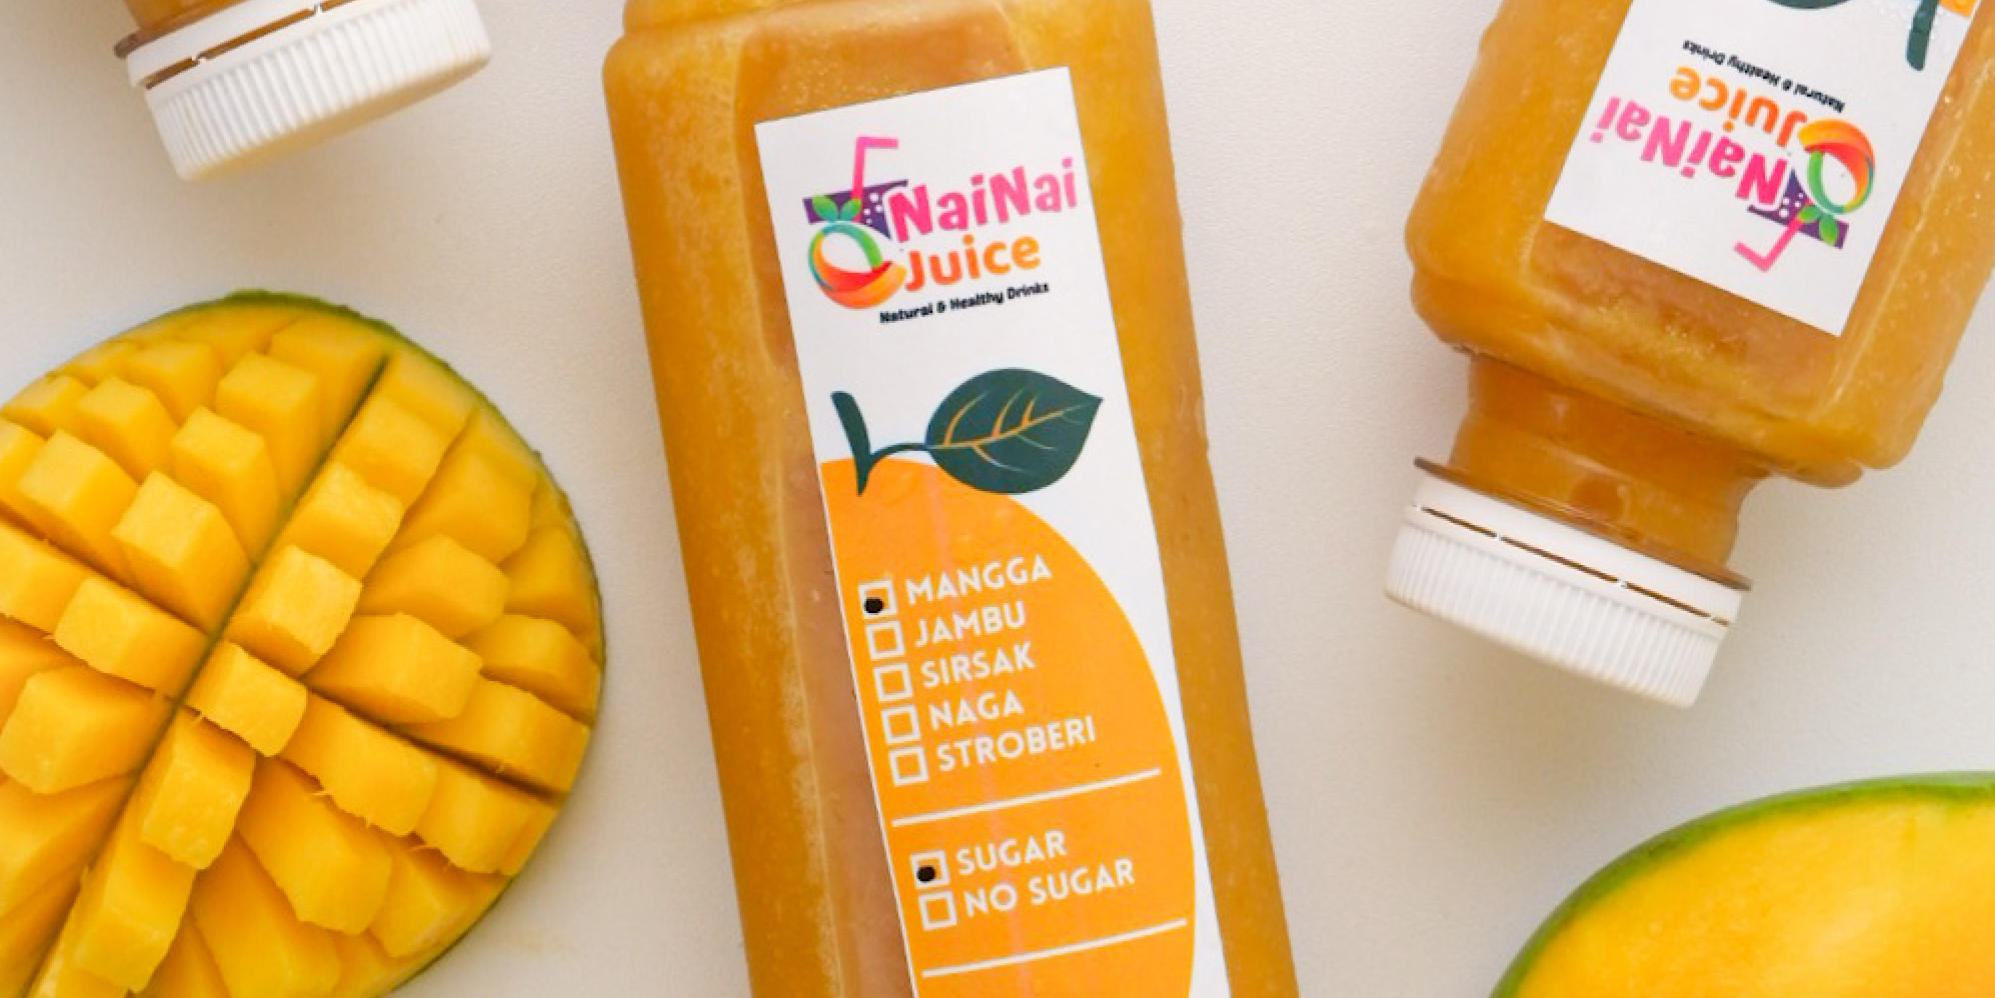 NaiNai
Juice
Natural & Healthy Drinks
MANGGA
JAMBU
SIRSAK
NAGA
STROBERI
SUGAR
NO SUGAR
NaiNai
Juice
Natural & Healthy Drinks